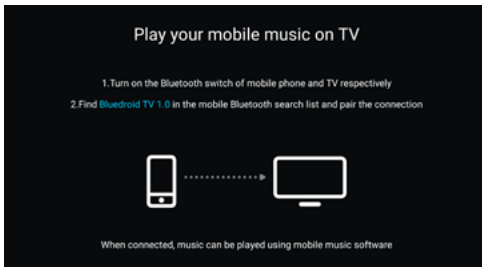 Play your mobile music on TV
1.Turn on the Bluetooth switch of mobile phone and TV respectively
2.Find Bluedroid TV 1.0 in the mobile Bluetooth search list and pair the connection
When connected, music can be played using mobile music software